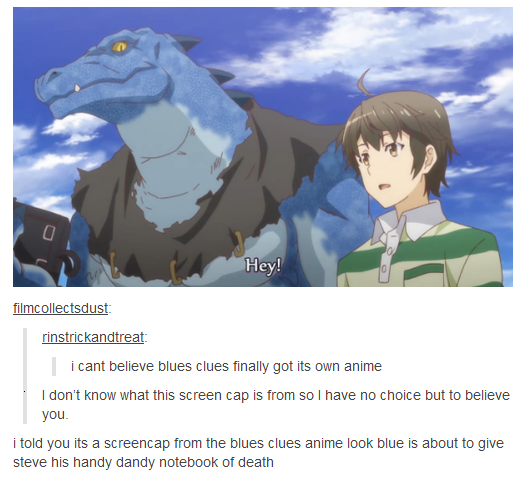 Hey!
filmcollectsdust:
rinstrickandtreat:
i cant believe blues clues finally got its own anime
I don't know what this screen cap is from so I have no choice but to believe
you.
i told you its a screencap from the blues clues anime look blue is about to give
steve his handy dandy notebook of death